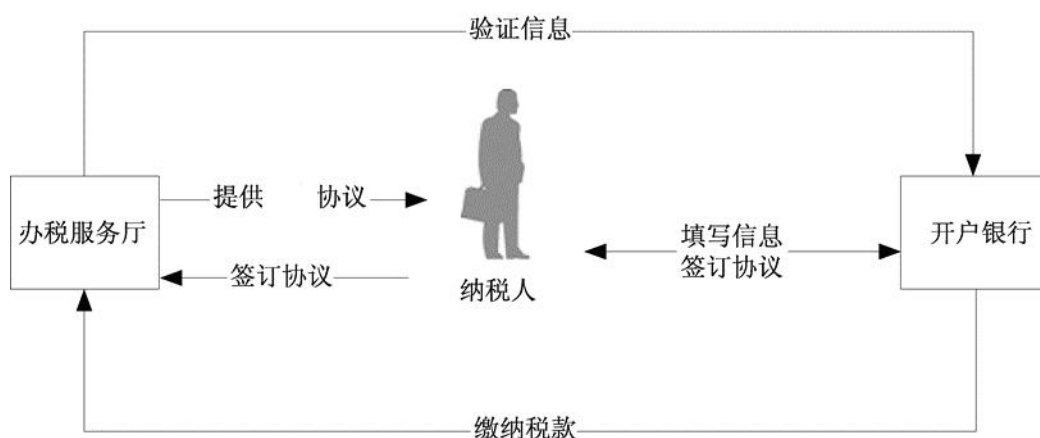 验证信息
提供 协议
办税服务厅
签订协议
纳税人
填写信息
签订协议
开户银行
缴纳税款